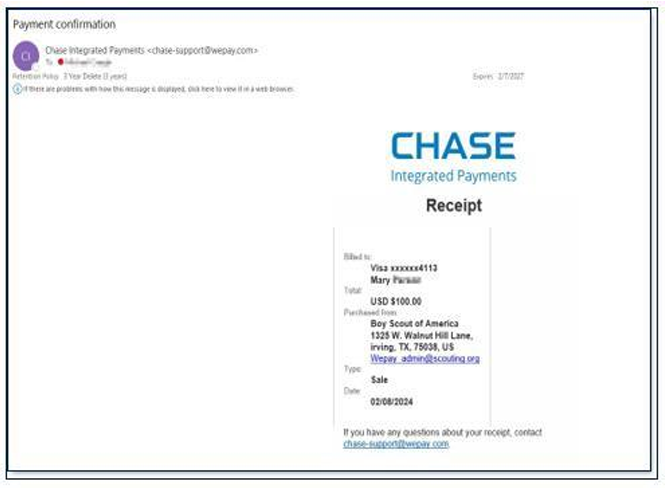 Payment confirmation
CI
Chase Integrated Payments <chase-support@wepay.com>
To
Retention Policy 3 Year Delete (3 years)
Expires 2/7/2027
If there are problems with how this message is displayed, click here to view it in a web browser.
CHASE
Integrated Payments
Receipt
Billed to:
Visa xxxxxx4113
Mary
Total:
USD $100.00
Purchased from:
Boy Scout of America
1325 W. Walnut Hill Lane,
irving, TX, 75038, US
Wepay_admin@scouting.org
Type:
Sale
Date:
02/08/2024
If you have any questions about your receipt, contact
chase-support@wepay.com.